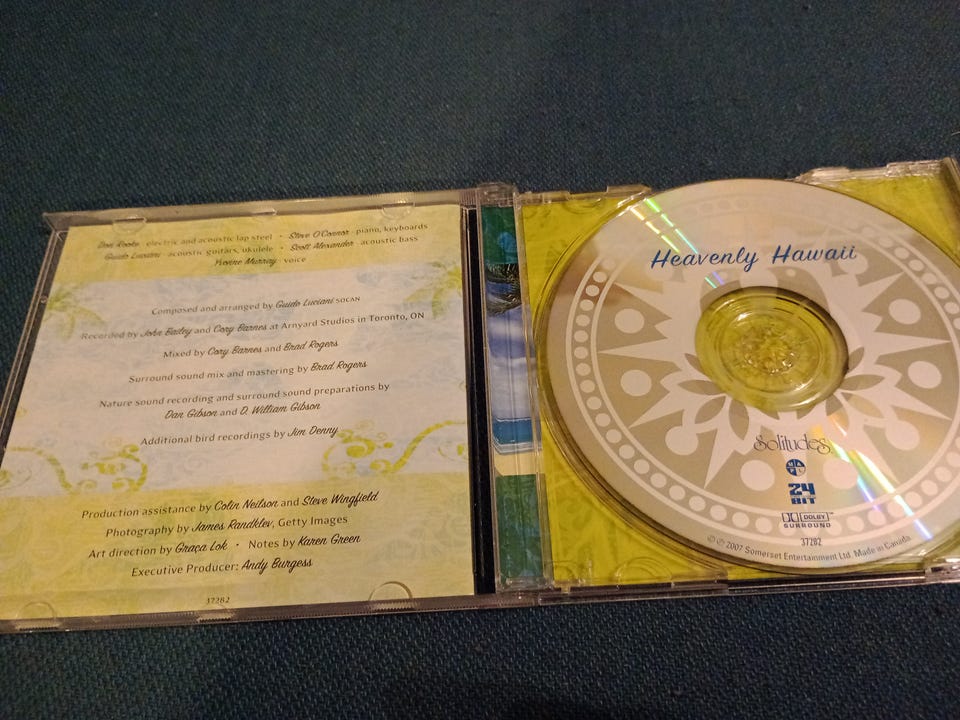 Don Rooke · electric and acoustic lap steel · Steve O'Connor · piano, keyboards
Guido Luciani · acoustic guitars, ukulele · Scott Alexander · acoustic bass
Yvonne Murray · voice
Composed and arranged by Guido Luciani SOCAN
Recorded by John Bailey and Cory Barnes at Arnyard Studios in Toronto, ON
Mixed by Cory Barnes and Brad Rogers
Surround sound mix and mastering by Brad Rogers
Nature sound recording and surround sound preparations by
Dan Gibson and D. William Gibson
Additional bird recordings by Jim Denny
Production assistance by Colin Neilson and Steve Wingfield
Photography by James Randklev, Getty Images
Art direction by Graça Lok · Notes by Karen Green
Executive Producer: Andy Burgess
37282
Heavenly Hawaii
Solitudes
MAPL
24
BIT
DOLBY™
SURROUND
37282
© ℗ 2007 Somerset Entertainment Ltd. Made in Canada